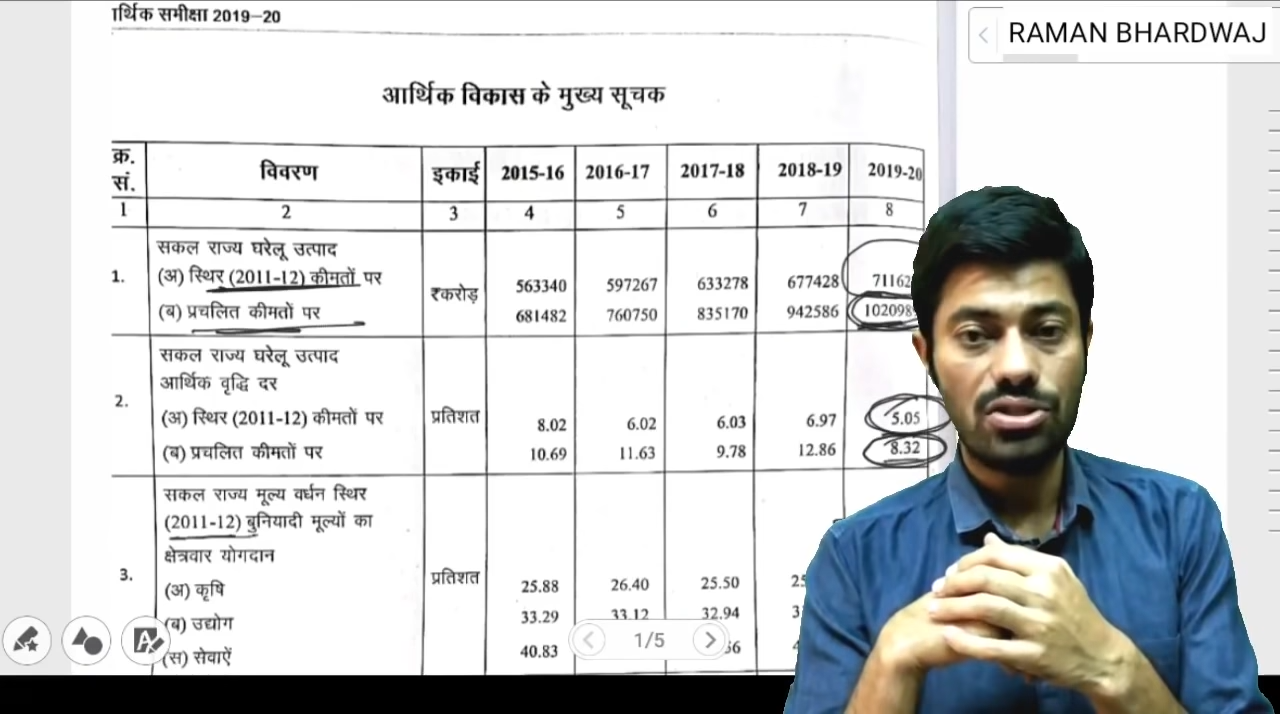 र्थिक समीक्षा 2019–20
RAMAN BHARDWAJ
आर्थिक विकास के मुख्य सूचक
क्र. सं. विवरण इकाई 2015-16 2016-17 2017-18 2018-19 2019-20
1 2 3 4 5 6 7 8
1. सकल राज्य घरेलू उत्पाद
(अ) स्थिर (2011-12) कीमतों पर ₹करोड़ 563340 597267 633278 677428 71162
(ब) प्रचलित कीमतों पर 681482 760750 835170 942586 102098
2. सकल राज्य घरेलू उत्पाद
आर्थिक वृद्धि दर
(अ) स्थिर (2011-12) कीमतों पर प्रतिशत 8.02 6.02 6.03 6.97 5.05
(ब) प्रचलित कीमतों पर 10.69 11.63 9.78 12.86 8.32
सकल राज्य मूल्य वर्धन स्थिर
(2011-12) बुनियादी मूल्यों का
क्षेत्रवार योगदान
3. (अ) कृषि प्रतिशत 25.88 26.40 25.50
(ब) उद्योग 33.29 33.12 32.94
(स) सेवाऐं 40.83
1/5